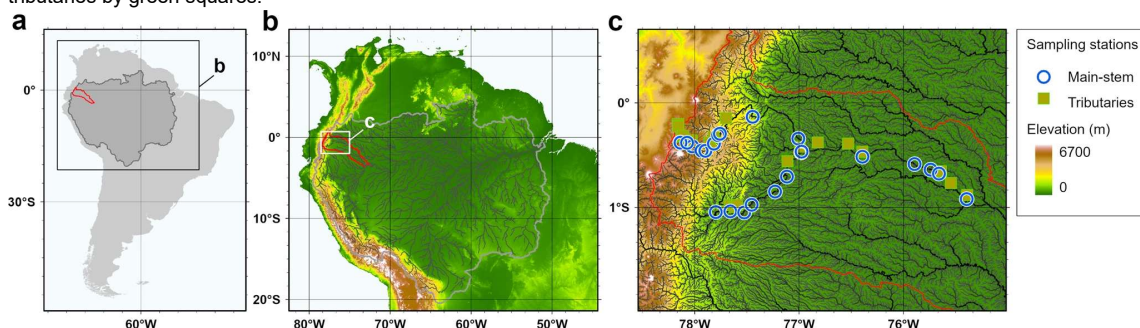 tributaries by green squares.
a b c
b
c
0°
30°S
60°W
10°N
0°
10°S
20°S
80°W 70°W 60°W 50°W
0°
1°S
78°W 77°W 76°W
Sampling stations
Main-stem
Tributaries
Elevation (m)
6700
0